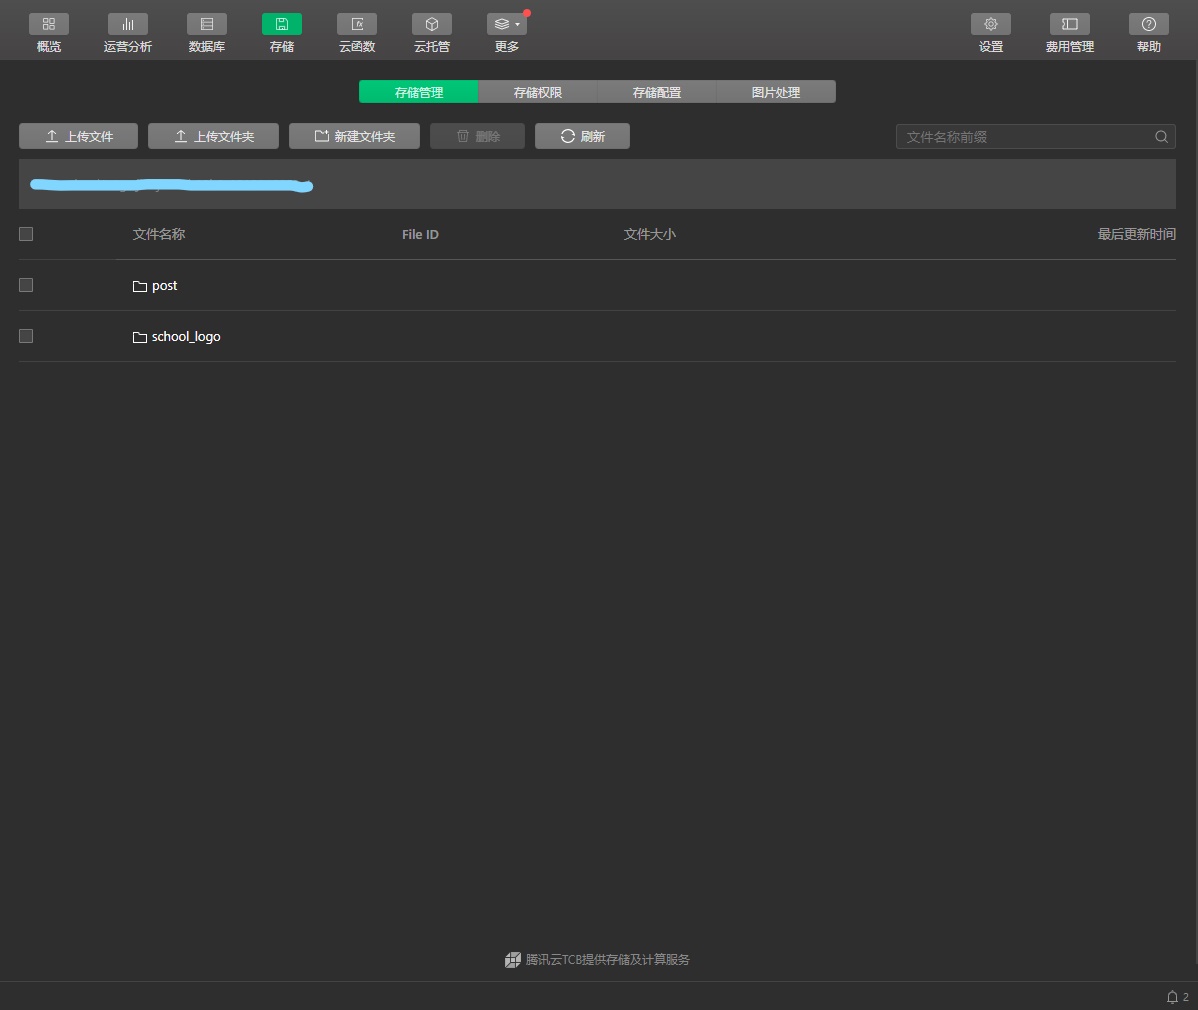 概览 运营分析 数据库 存储 云函数 云托管 更多 设置 费用管理 帮助
存储管理 存储权限 存储配置 图片处理
上传文件 上传文件夹 新建文件夹 删除 刷新 文件名称前缀
文件名称 File ID 文件大小 最后更新时间
post
school_logo
腾讯云TCB提供存储及计算服务
2